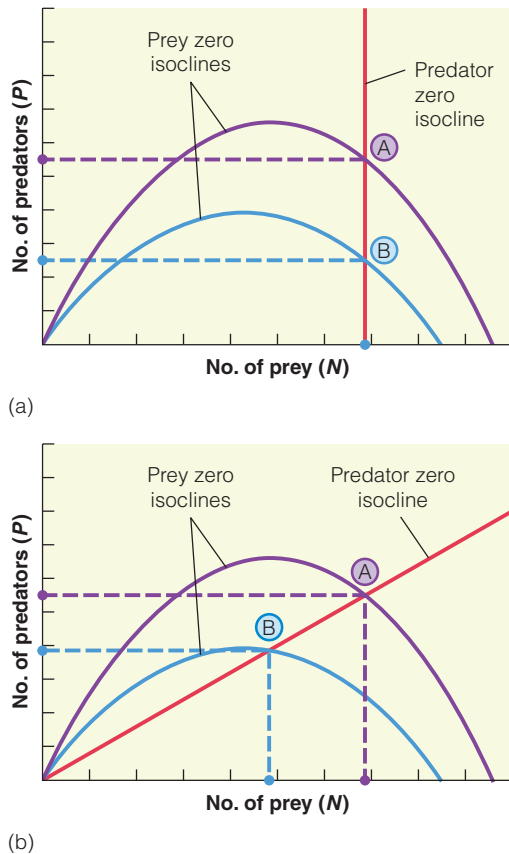 Prey zero
isoclines
Predator
zero
isocline
A
B
No. of predators (P)
No. of prey (N)
(a)
Prey zero
isoclines
Predator zero
isocline
A
B
No. of predators (P)
No. of prey (N)
(b)